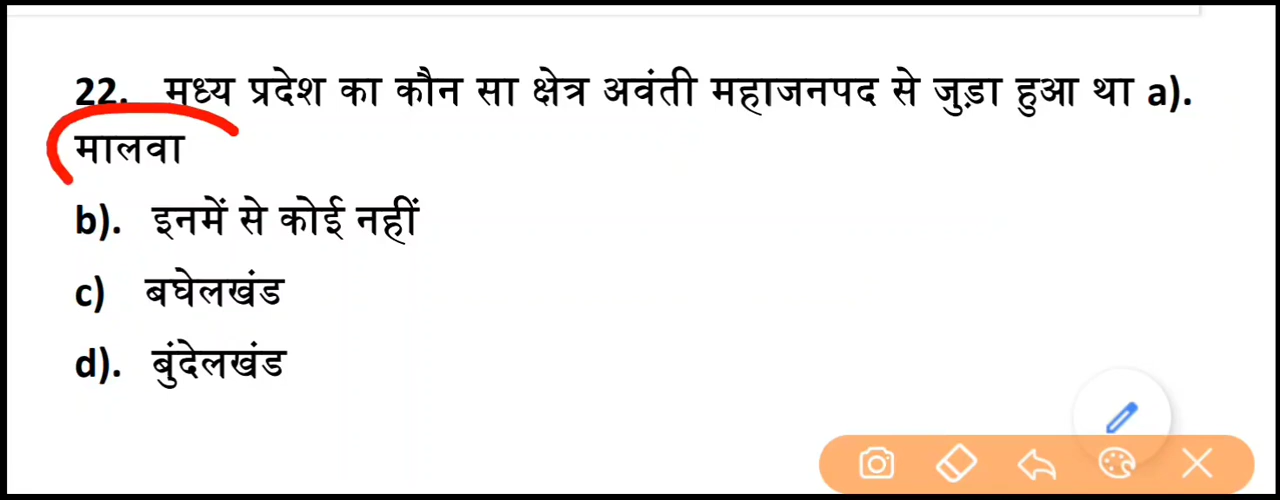 22. मध्य प्रदेश का कौन सा क्षेत्र अवंती महाजनपद से जुड़ा हुआ था a).
मालवा
b). इनमें से कोई नहीं
c) बघेलखंड
d). बुंदेलखंड